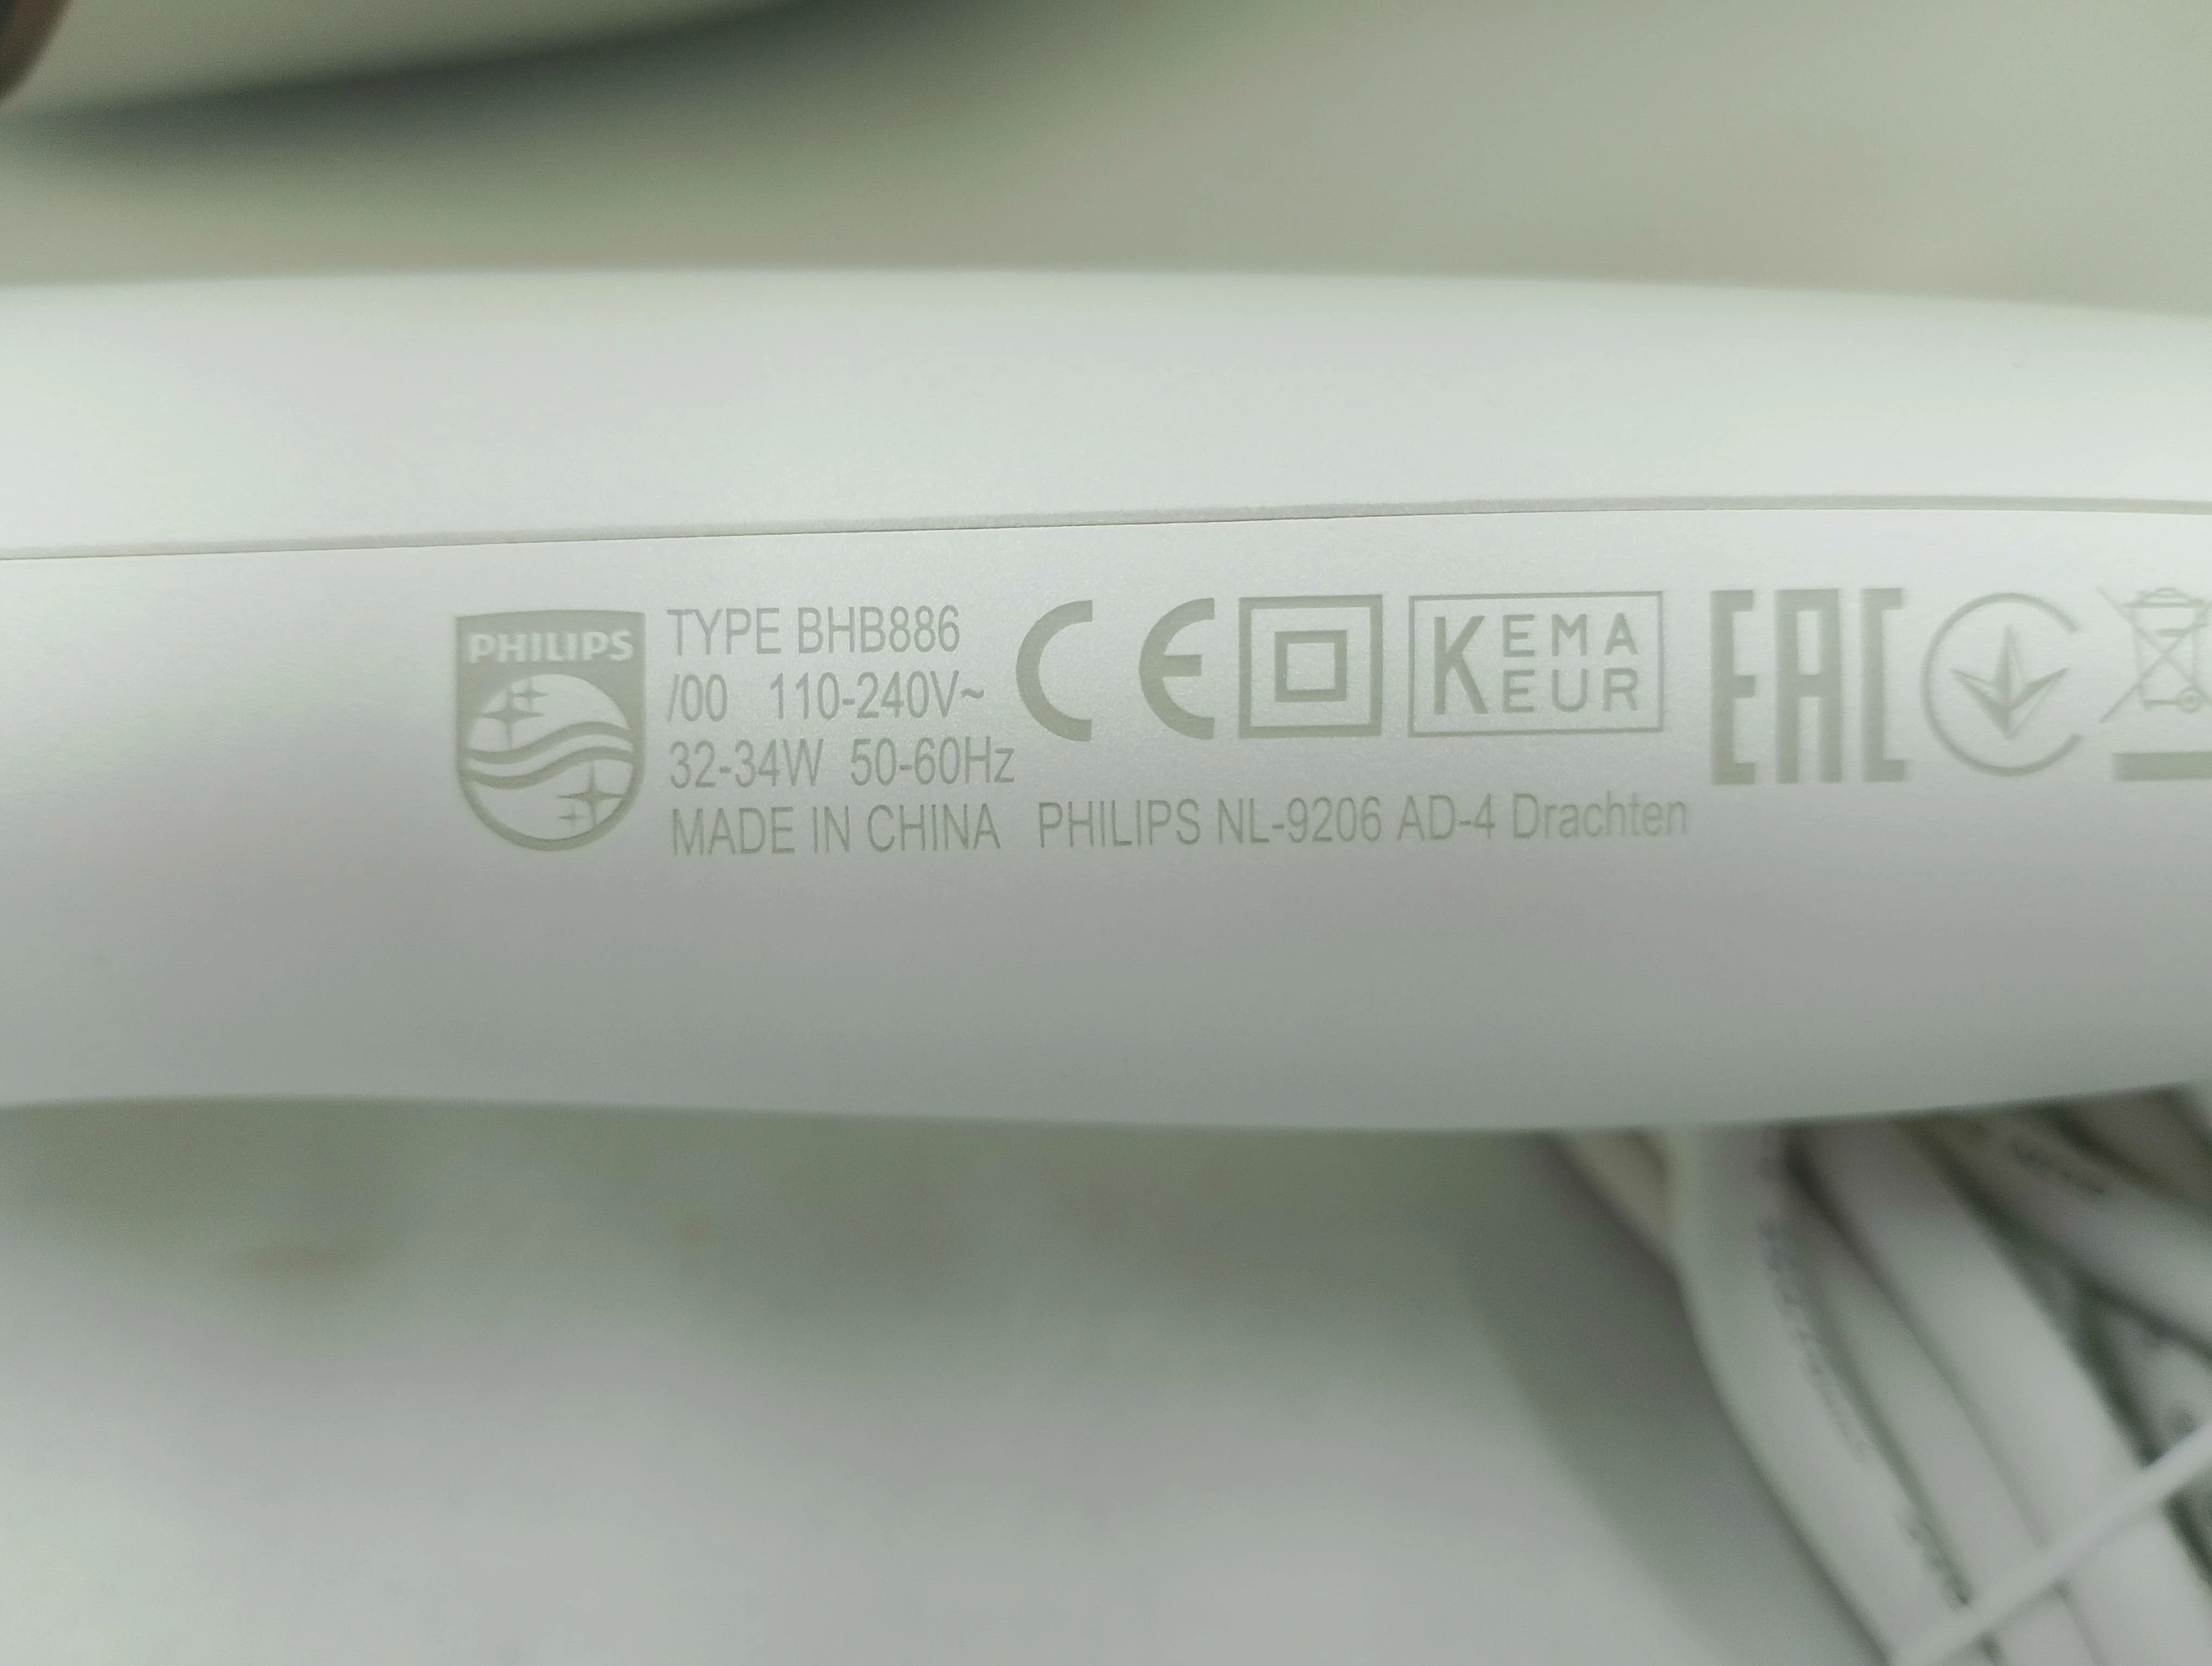 PHILIPS
TYPE BHB886
/00 110-240V~
32-34W 50-60Hz
MADE IN CHINA PHILIPS NL-9206 AD-4 Drachten
CE
KEMA
EUR
EAC